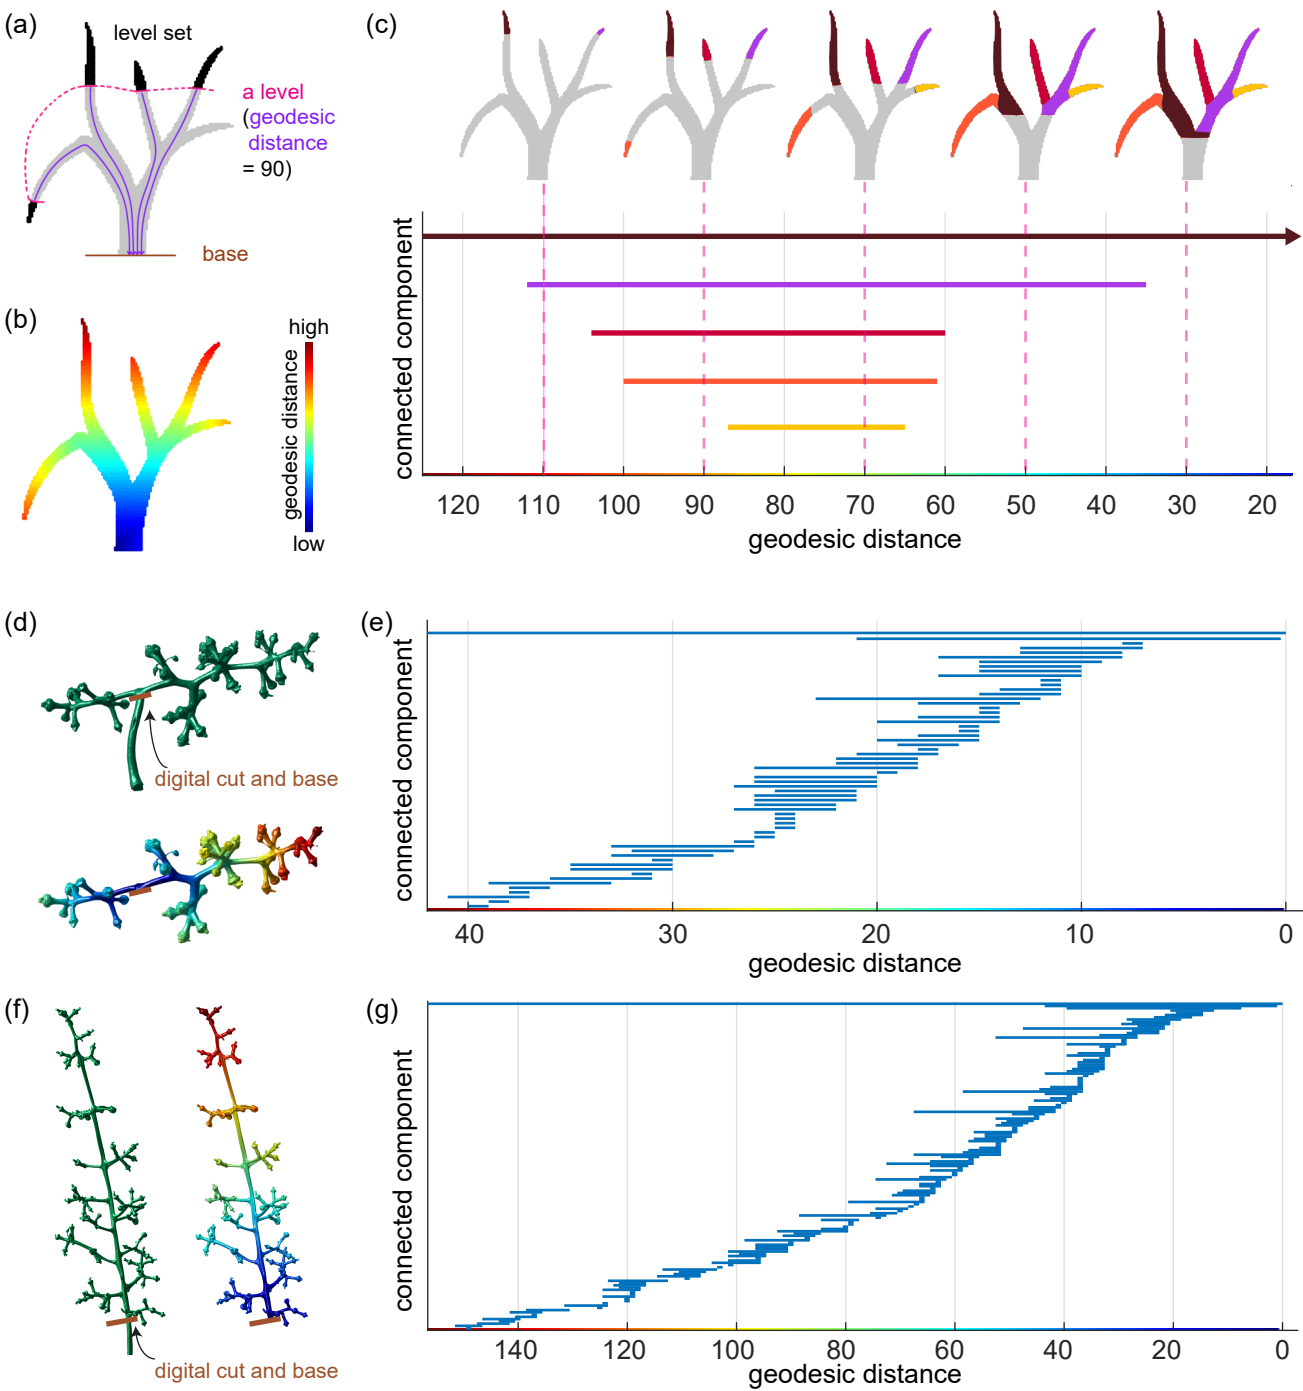 (a)
level set
a level
(geodesic
distance
= 90)
base
(b)
high
geodesic distance
low
(c)
connected component
120 110 100 90 80 70 60 50 40 30 20
geodesic distance
(d)
digital cut and base
(e)
connected component
40 30 20 10 0
geodesic distance
(f)
digital cut and base
(g)
connected component
140 120 100 80 60 40 20 0
geodesic distance